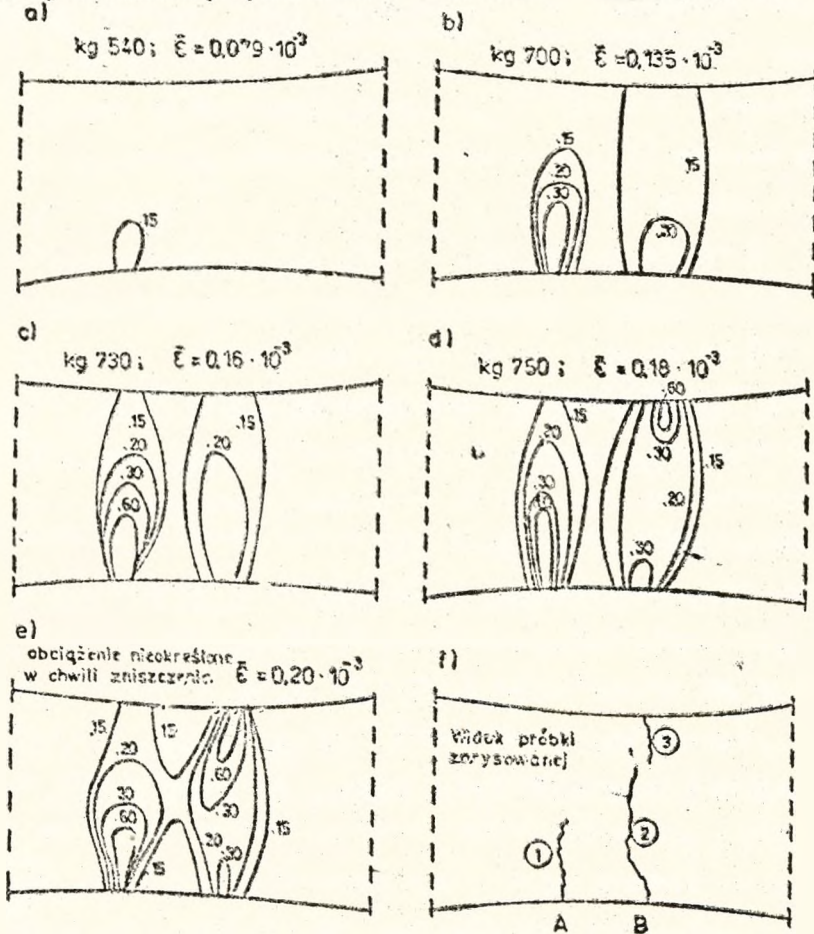 a)
kg 540; ε̄ = 0,079·10⁻³
.15
b)
kg 700; ε̄ = 0,135·10⁻³
.15
.20
.30
.15
.20
c)
kg 730; ε̄ = 0,16·10⁻³
.15
.20
.30
.60
.15
.20
d)
kg 750; ε̄ = 0,18·10⁻³
.60
.15
.20
.30
.30
.15
.20
.30
e)
obciążenie nieokreślone
w chwili zniszczenia. ε̄ = 0,20·10⁻³
.15
.15
.20
.30
.60
.60
.30
.15
.20
.30
.15
f)
Widok próbki
zarysowanej
3
1
2
A B